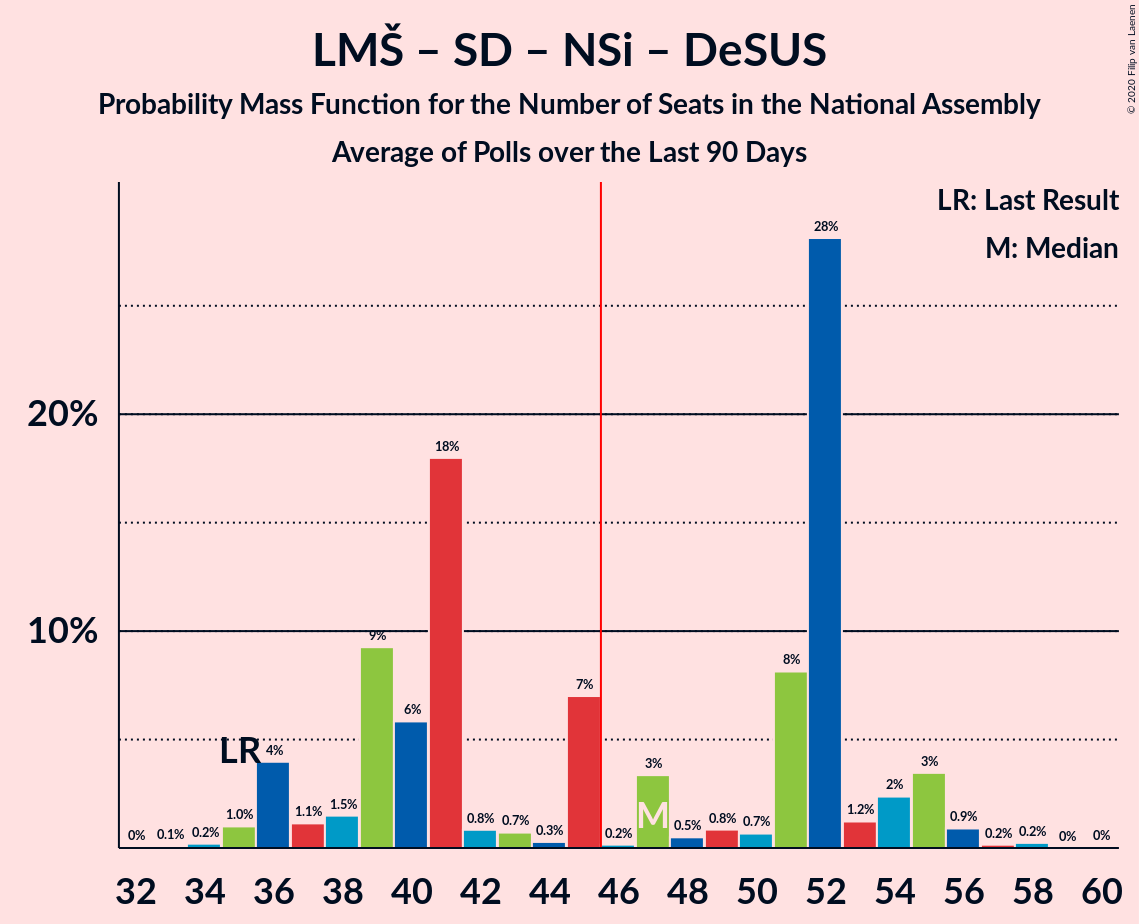 LMŠ – SD – NSi – DeSUS
Probability Mass Function for the Number of Seats in the National Assembly
Average of Polls over the Last 90 Days
© 2020 Filip van Laenen
LR: Last Result
M: Median
20%
10%
0% 0.1% 0.2% 1.0% 4% 1.1% 1.5% 9% 6% 18% 0.8% 0.7% 0.3% 7% 0.2% 3% 0.5% 0.8% 0.7% 8% 28% 1.2% 2% 3% 0.9% 0.2% 0.2% 0% 0%
LR
M
32 34 36 38 40 42 44 46 48 50 52 54 56 58 60